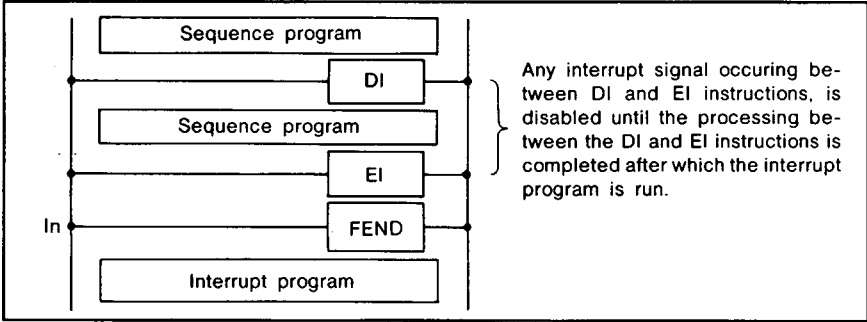 Sequence program
DI
Sequence program
EI
In
FEND
Interrupt program
Any interrupt signal occuring be-
tween DI and EI instructions, is
disabled until the processing be-
tween the DI and EI instructions is
completed after which the interrupt
program is run.